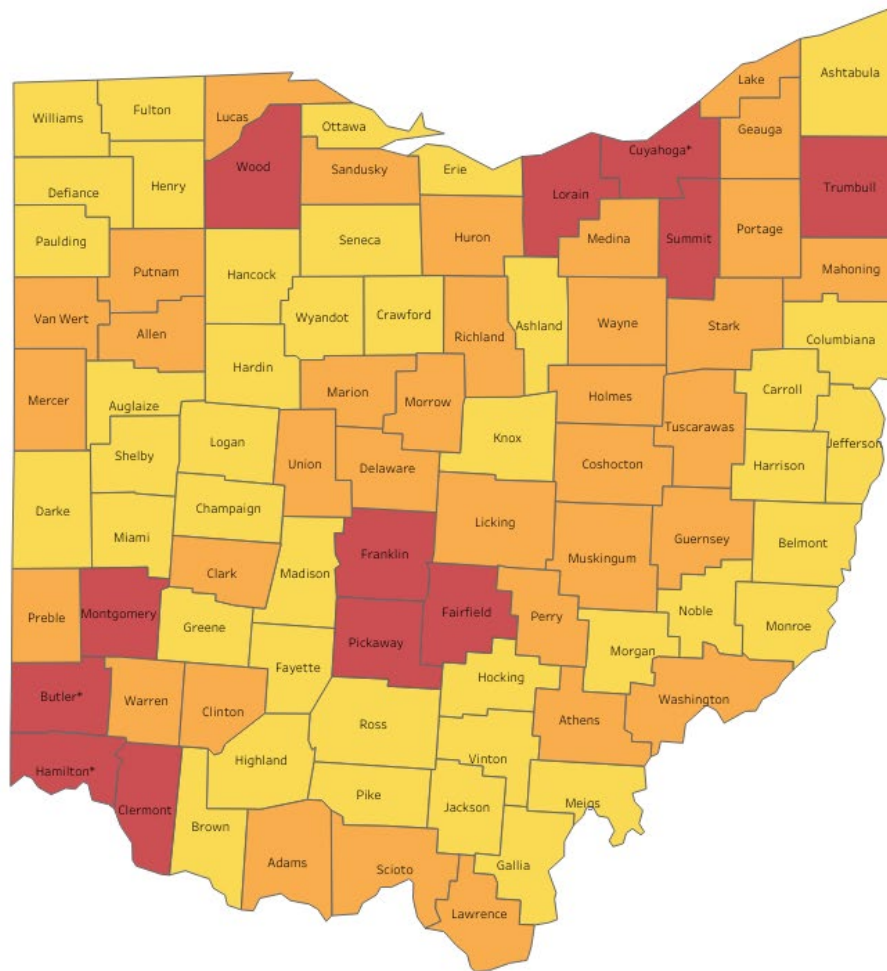 Lake
Ashtabula
Williams
Fulton
Lucas
Ottawa
Geauga
Cuyahoga*
Wood
Sandusky
Erie
Lorain
Trumbull
Defiance
Henry
Paulding
Seneca
Huron
Medina
Summit
Portage
Putnam
Hancock
Mahoning
Van Wert
Allen
Wyandot
Crawford
Richland
Ashland
Wayne
Stark
Columbiana
Hardin
Mercer
Auglaize
Marion
Morrow
Holmes
Carroll
Tuscarawas
Shelby
Logan
Union
Delaware
Knox
Coshocton
Harrison
Jefferson
Darke
Champaign
Miami
Licking
Franklin
Muskingum
Guernsey
Belmont
Clark
Madison
Preble
Montgomery
Greene
Pickaway
Fairfield
Perry
Noble
Monroe
Morgan
Fayette
Hocking
Butler*
Warren
Clinton
Ross
Athens
Washington
Highland
Vinton
Hamilton*
Clermont
Brown
Pike
Jackson
Meigs
Adams
Scioto
Gallia
Lawrence